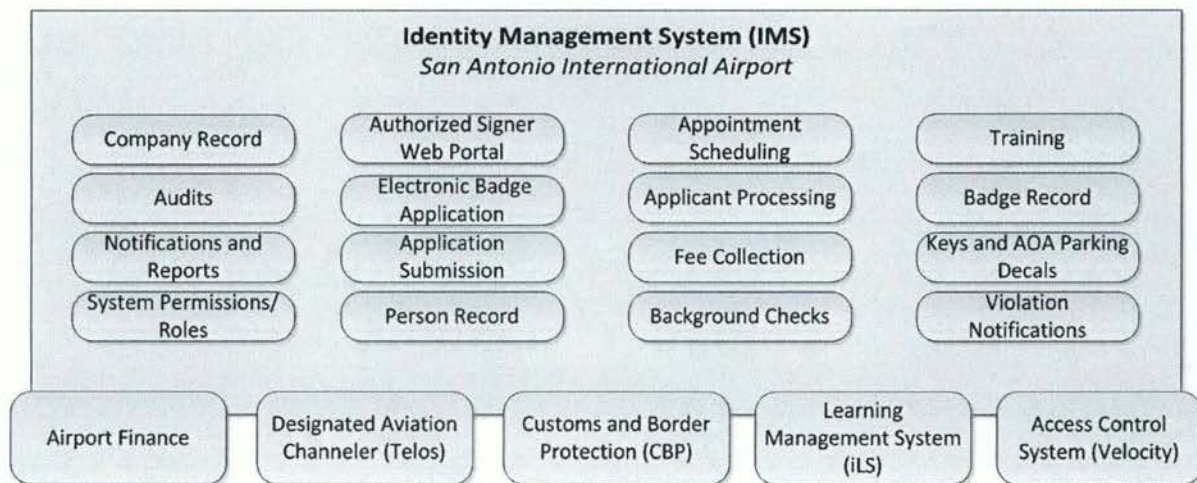 Identity Management System (IMS)
San Antonio International Airport
Company Record
Authorized Signer
Web Portal
Appointment
Scheduling
Training
Audits
Electronic Badge
Application
Applicant Processing
Badge Record
Notifications and
Reports
Application
Submission
Fee Collection
Keys and AOA Parking
Decals
System Permissions/
Roles
Person Record
Background Checks
Violation
Notifications
Airport Finance
Designated Aviation
Channeler (Telos)
Customs and Border
Protection (CBP)
Learning
Management System
(iLS)
Access Control
System (Velocity)